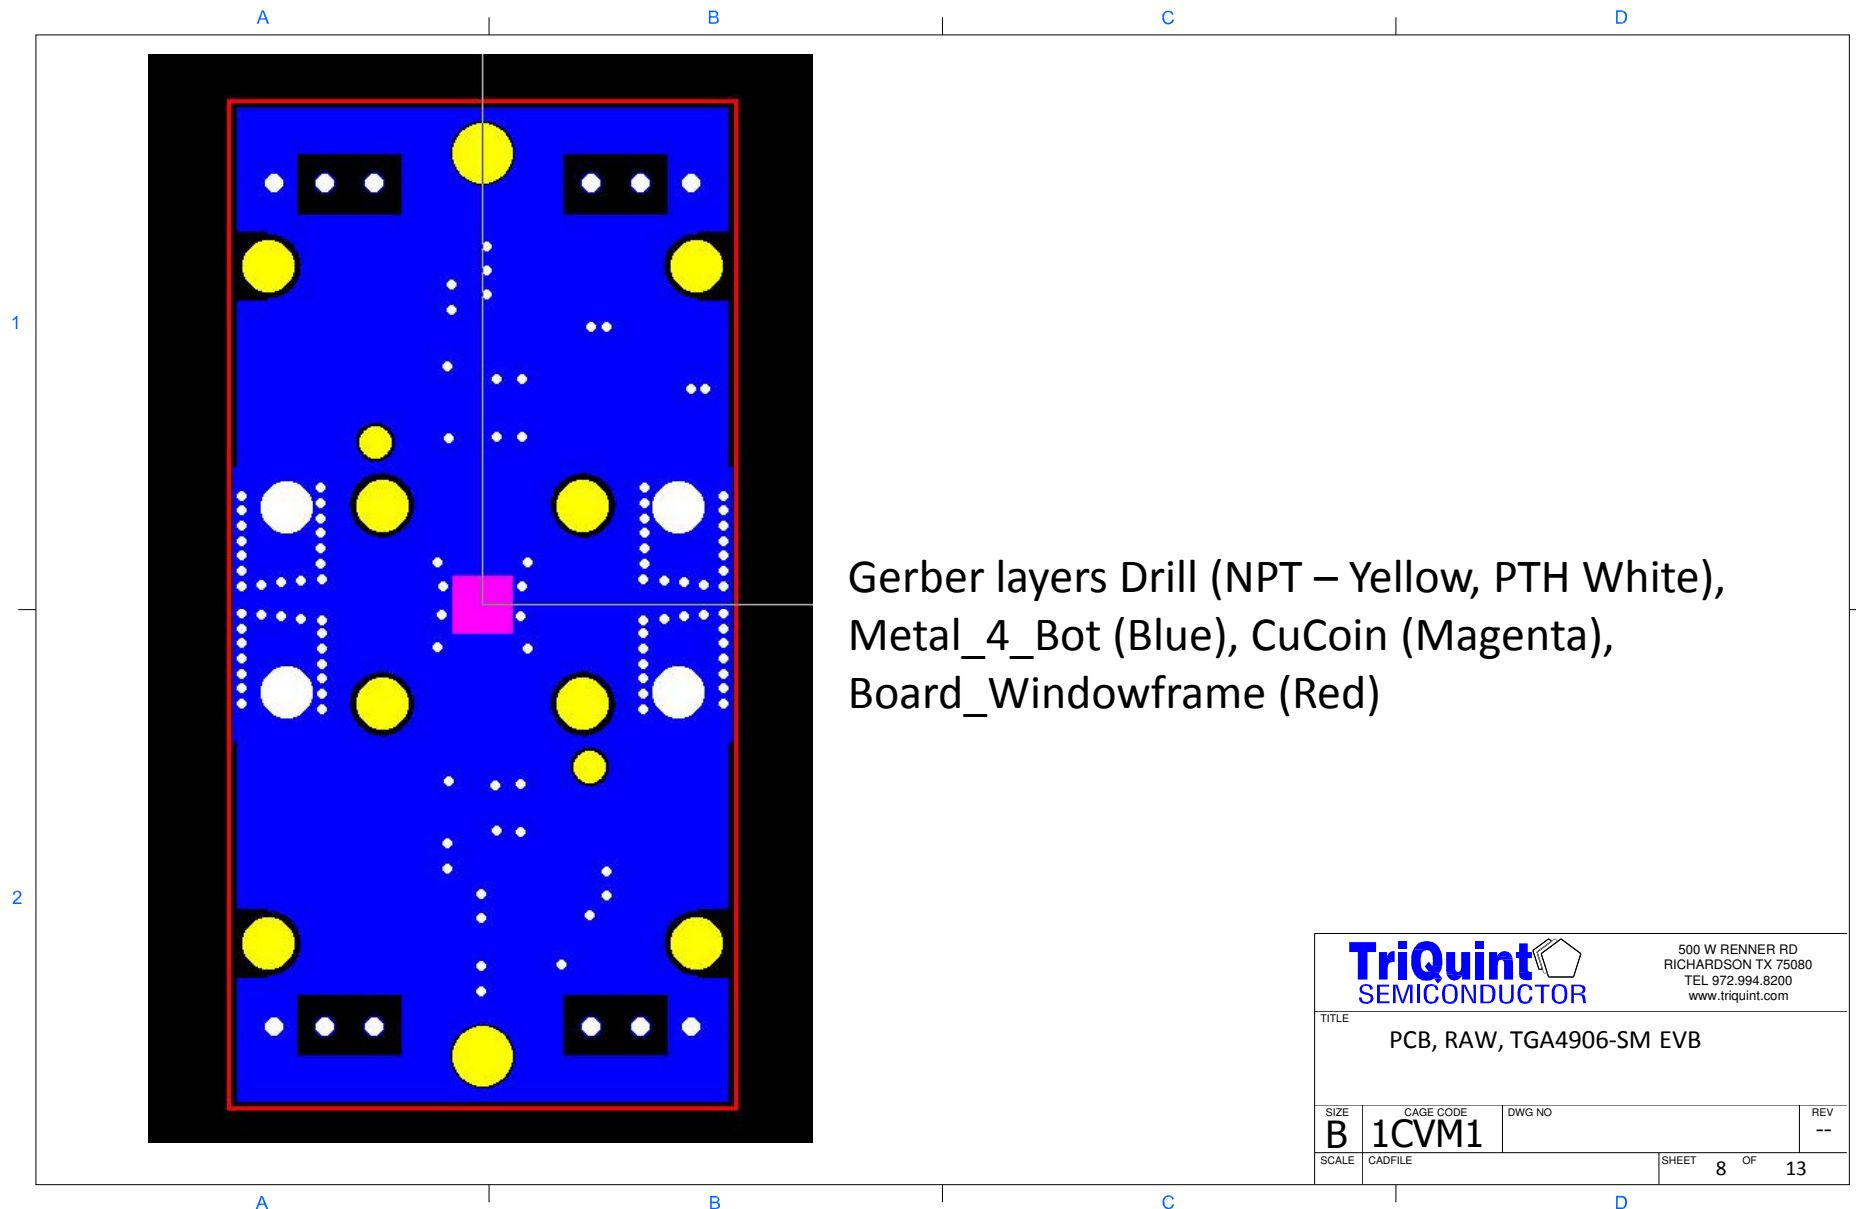 A B C D
1
Gerber layers Drill (NPT – Yellow, PTH White),
Metal_4_Bot (Blue), CuCoin (Magenta),
Board_Windowframe (Red)
2
TriQuint
SEMICONDUCTOR
500 W RENNER RD
RICHARDSON TX 75080
TEL 972.994.8200
www.triquint.com
TITLE
PCB, RAW, TGA4906-SM EVB
SIZE
B
CAGE CODE
1CVM1
DWG NO
REV
--
SCALE
CADFILE
SHEET 8 OF 13
A B C D